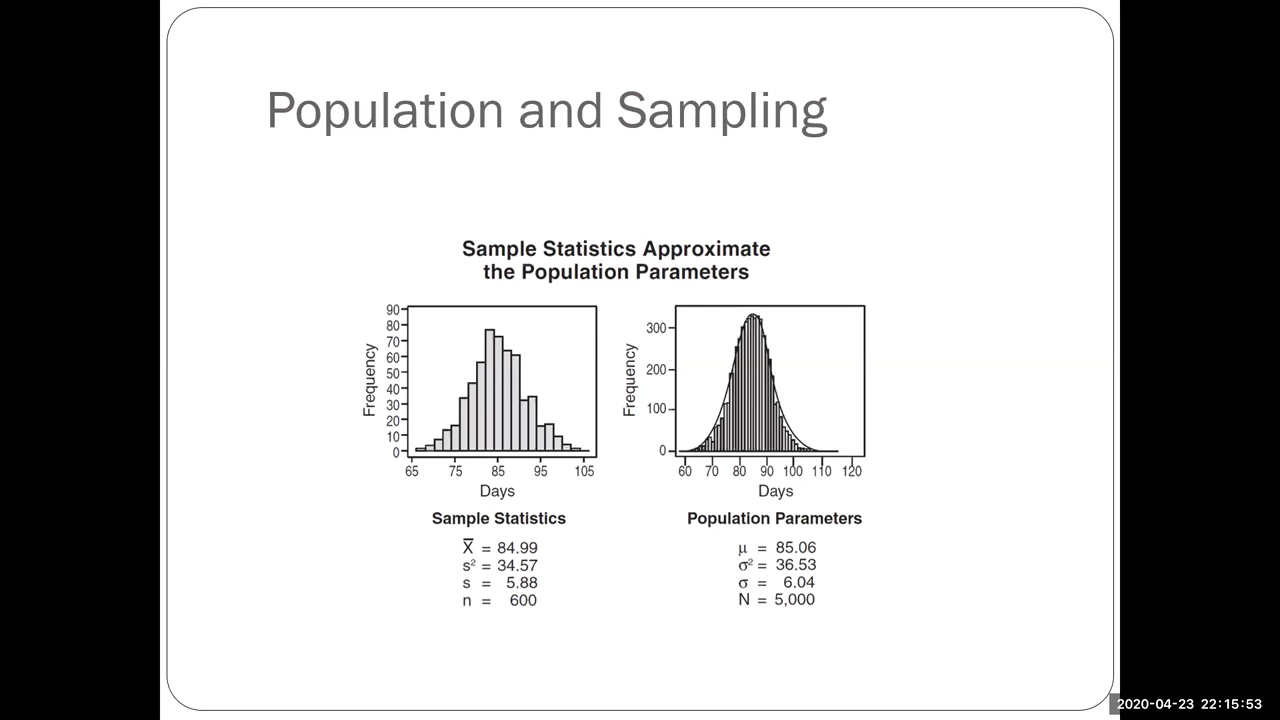 Population and Sampling
Sample Statistics Approximate
the Population Parameters
90
80
70
60
50
40
30
20
10
0
Frequency
65 75 85 95 105
Days
300
200
100
0
Frequency
60 70 80 90 100 110 120
Days
Sample Statistics
X̅ = 84.99
s² = 34.57
s = 5.88
n = 600
Population Parameters
μ = 85.06
σ² = 36.53
σ = 6.04
N = 5,000
2020-04-23 22:15:53